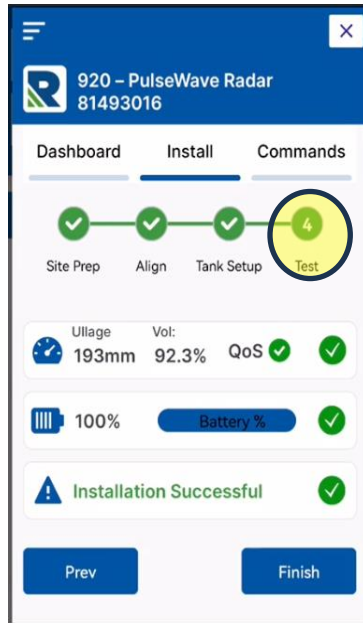 920 – PulseWave Radar
81493016
Dashboard Install Commands
4
Site Prep Align Tank Setup Test
Ullage Vol:
193mm 92.3% QoS
100% Battery %
Installation Successful
Prev Finish